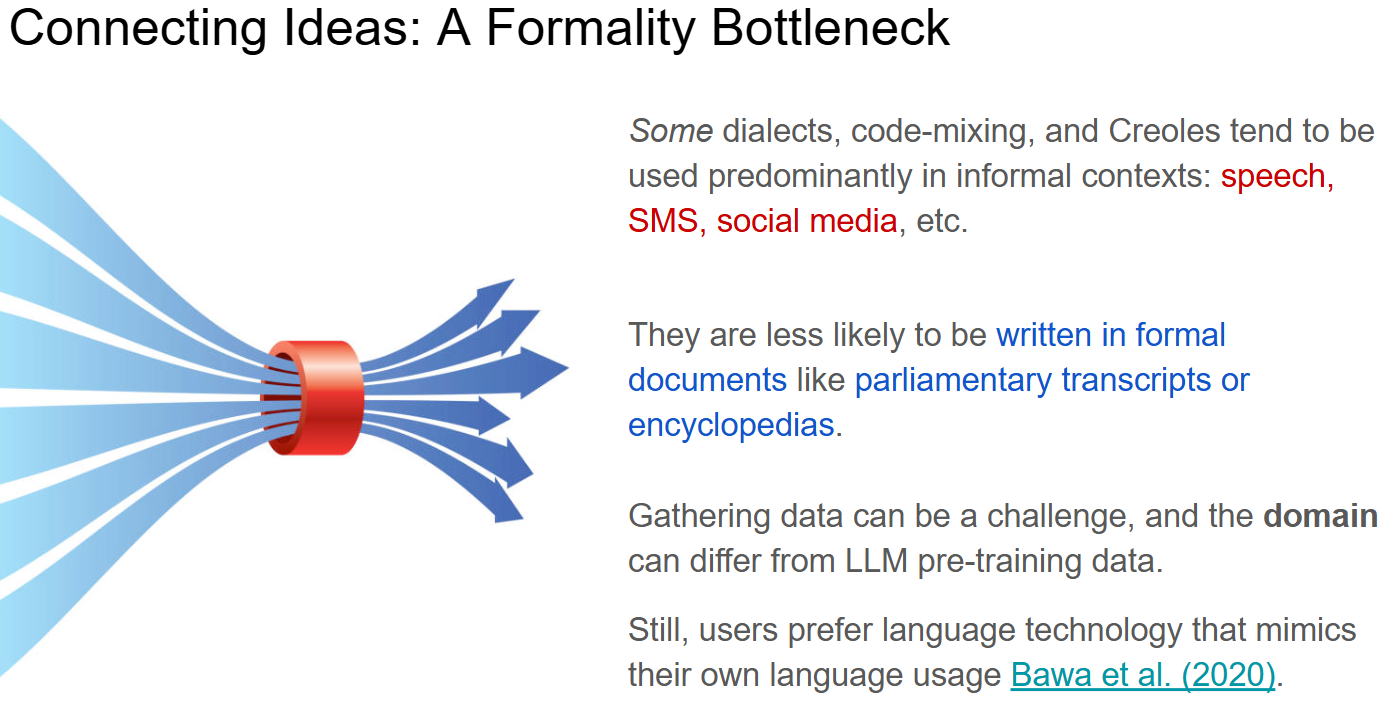 Connecting Ideas: A Formality Bottleneck
Some dialects, code-mixing, and Creoles tend to be
used predominantly in informal contexts: speech,
SMS, social media, etc.
They are less likely to be written in formal
documents like parliamentary transcripts or
encyclopedias.
Gathering data can be a challenge, and the domain
can differ from LLM pre-training data.
Still, users prefer language technology that mimics
their own language usage Bawa et al. (2020).